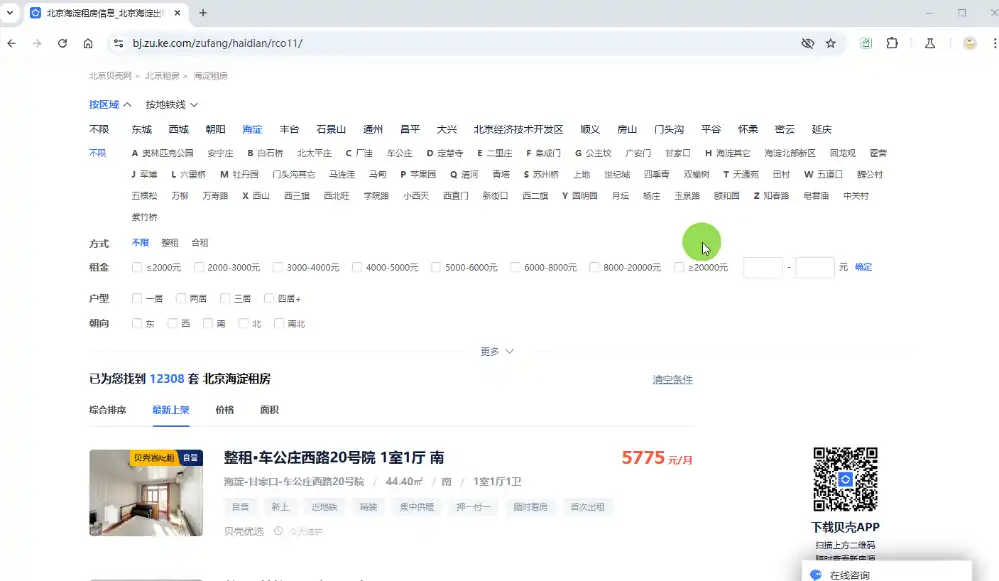 北京海淀租房信息_北京海淀出
bj.zu.ke.com/zufang/haidian/rco11/
北京贝壳网 > 北京租房 > 海淀租房
按区域 按地铁线
不限 东城 西城 朝阳 海淀 丰台 石景山 通州 昌平 大兴 北京经济技术开发区 顺义 房山 门头沟 平谷 怀柔 密云 延庆
不限 A 奥林匹克公园 安宁庄 B 白石桥 北太平庄 C 厂洼 车公庄 D 定慧寺 E 二里庄 F 阜成门 G 公主坟 广安门 甘家口 H 海淀其它 海淀北部新区 回龙观 霍营
J 军博 L 六里桥 M 牡丹园 门头沟其它 马连洼 马甸 P 苹果园 Q 清河 青塔 S 苏州桥 上地 世纪城 四季青 双榆树 T 天通苑 田村 W 五道口 魏公村
五棵松 万柳 万寿路 X 西山 西三旗 西北旺 学院路 小西天 西直门 新街口 西二旗 Y 圆明园 月坛 杨庄 玉泉路 颐和园 Z 知春路 皂君庙 中关村
紫竹桥
方式 不限 整租 合租
租金 ≤2000元 2000-3000元 3000-4000元 4000-5000元 5000-6000元 6000-8000元 8000-20000元 ≥20000元 - 元 确定
户型 一居 两居 三居 四居+
朝向 东 西 南 北 南北
更多
已为您找到 12308 套 北京海淀租房 清空条件
综合排序 最新上架 价格 面积
贝壳省心租 自营
整租·车公庄西路20号院 1室1厅 南 5775 元/月
海淀-甘家口-车公庄西路20号院 / 44.40㎡ / 南 / 1室1厅1卫
自营 新上 近地铁 精装 集中供暖 押一付一 随时看房 首次出租
贝壳优选 今天维护
下载贝壳APP
扫描上方二维码
随时查看新房源
在线咨询